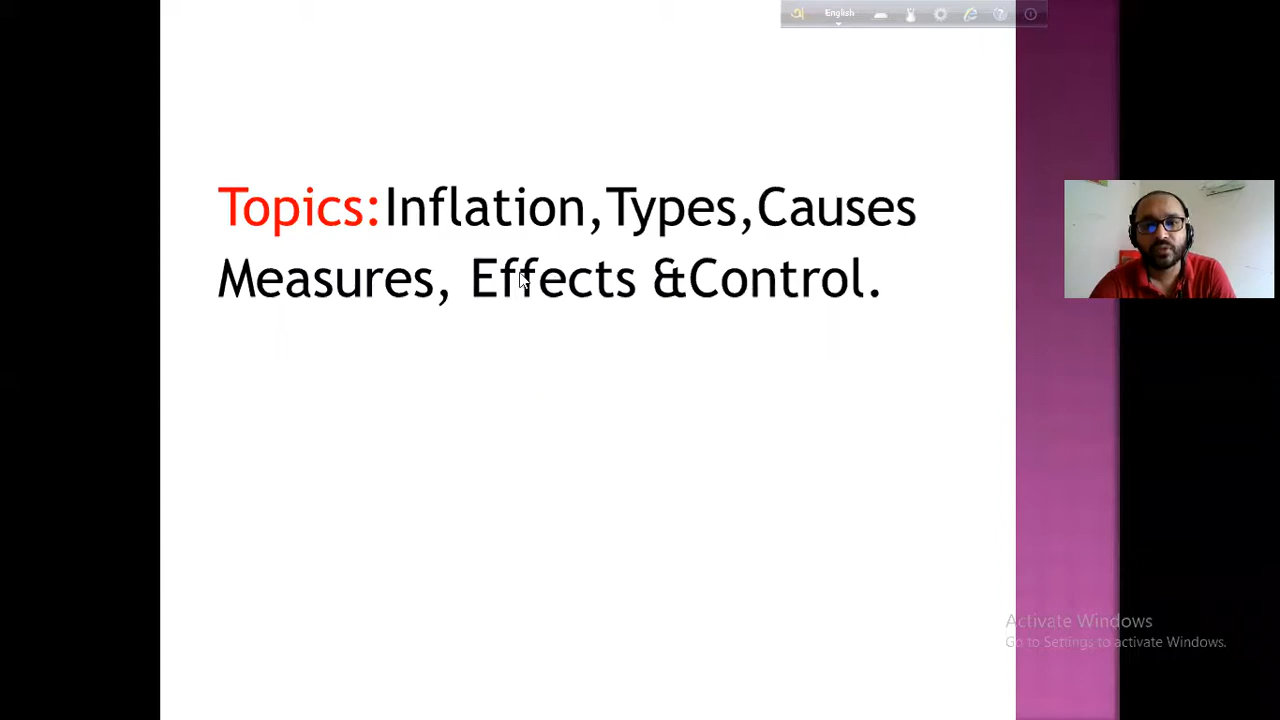 অ English
Topics:Inflation,Types,Causes
Measures, Effects &Control.
Activate Windows
Go to Settings to activate Windows.